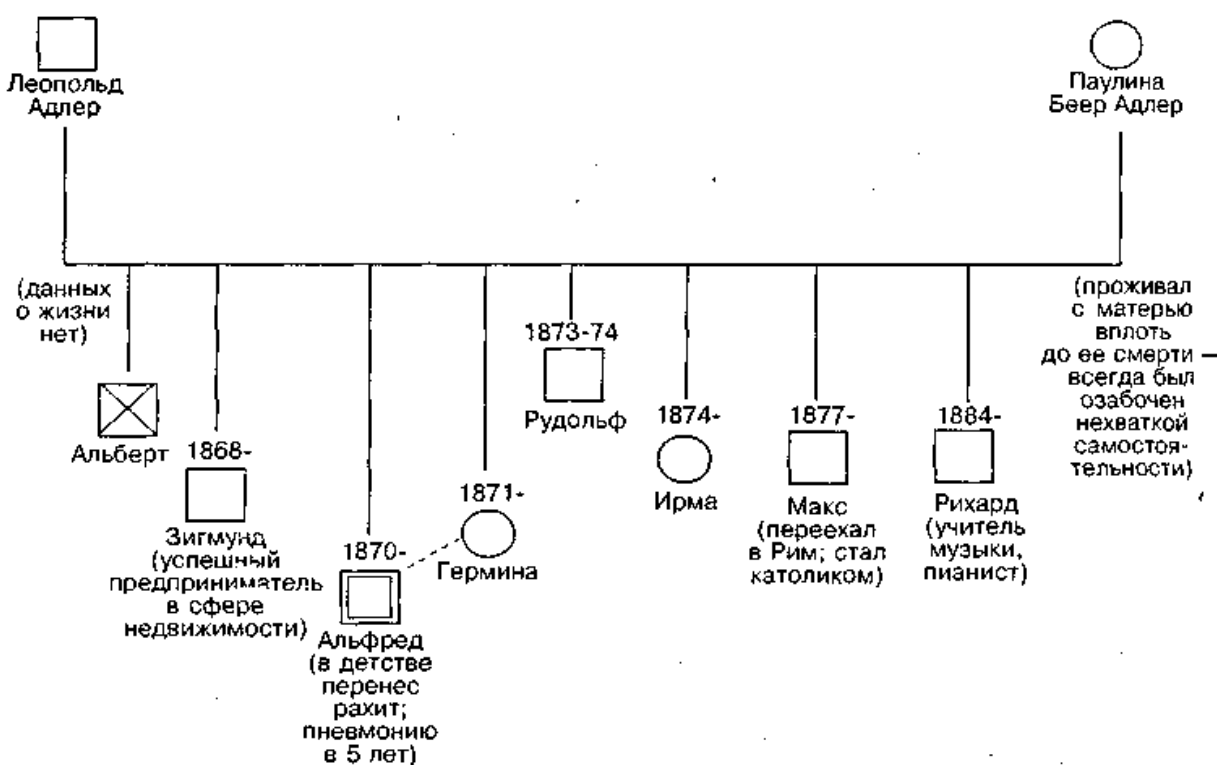 Леопольд
Адлер
Паулина
Беер Адлер
(данных
о жизни
нет)
Альберт
1868-
Зигмунд
(успешный
предприниматель
в сфере
недвижимости)
1870-
Альфред
(в детстве
перенес
рахит;
пневмонию
в 5 лет)
1871-
Гермина
1873-74
Рудольф
1874-
Ирма
1877-
Макс
(переехал
в Рим; стал
католиком)
1884-
Рихард
(учитель
музыки,
пианист)
(проживал
с матерью
вплоть
до ее смерти —
всегда был
озабочен
нехваткой
самостоя-
тельности)